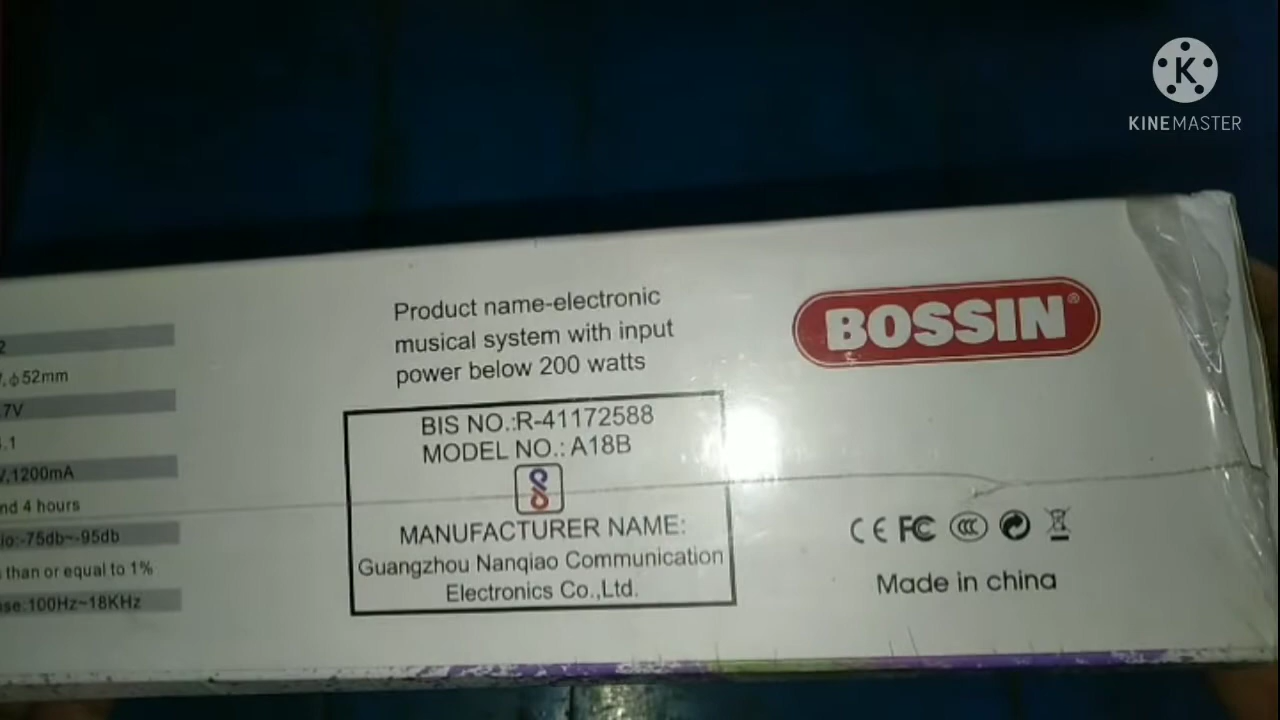 K
KINEMASTER
2
φ52mm
7V
.1
1200mA
nd 4 hours
io:-75db~-95db
than or equal to 1%
se:100Hz~18KHz
Product name-electronic
musical system with input
power below 200 watts
BIS NO.:R-41172588
MODEL NO.: A18B
MANUFACTURER NAME:
Guangzhou Nanqiao Communication
Electronics Co.,Ltd.
BOSSIN®
CE FC CCC
Made in china